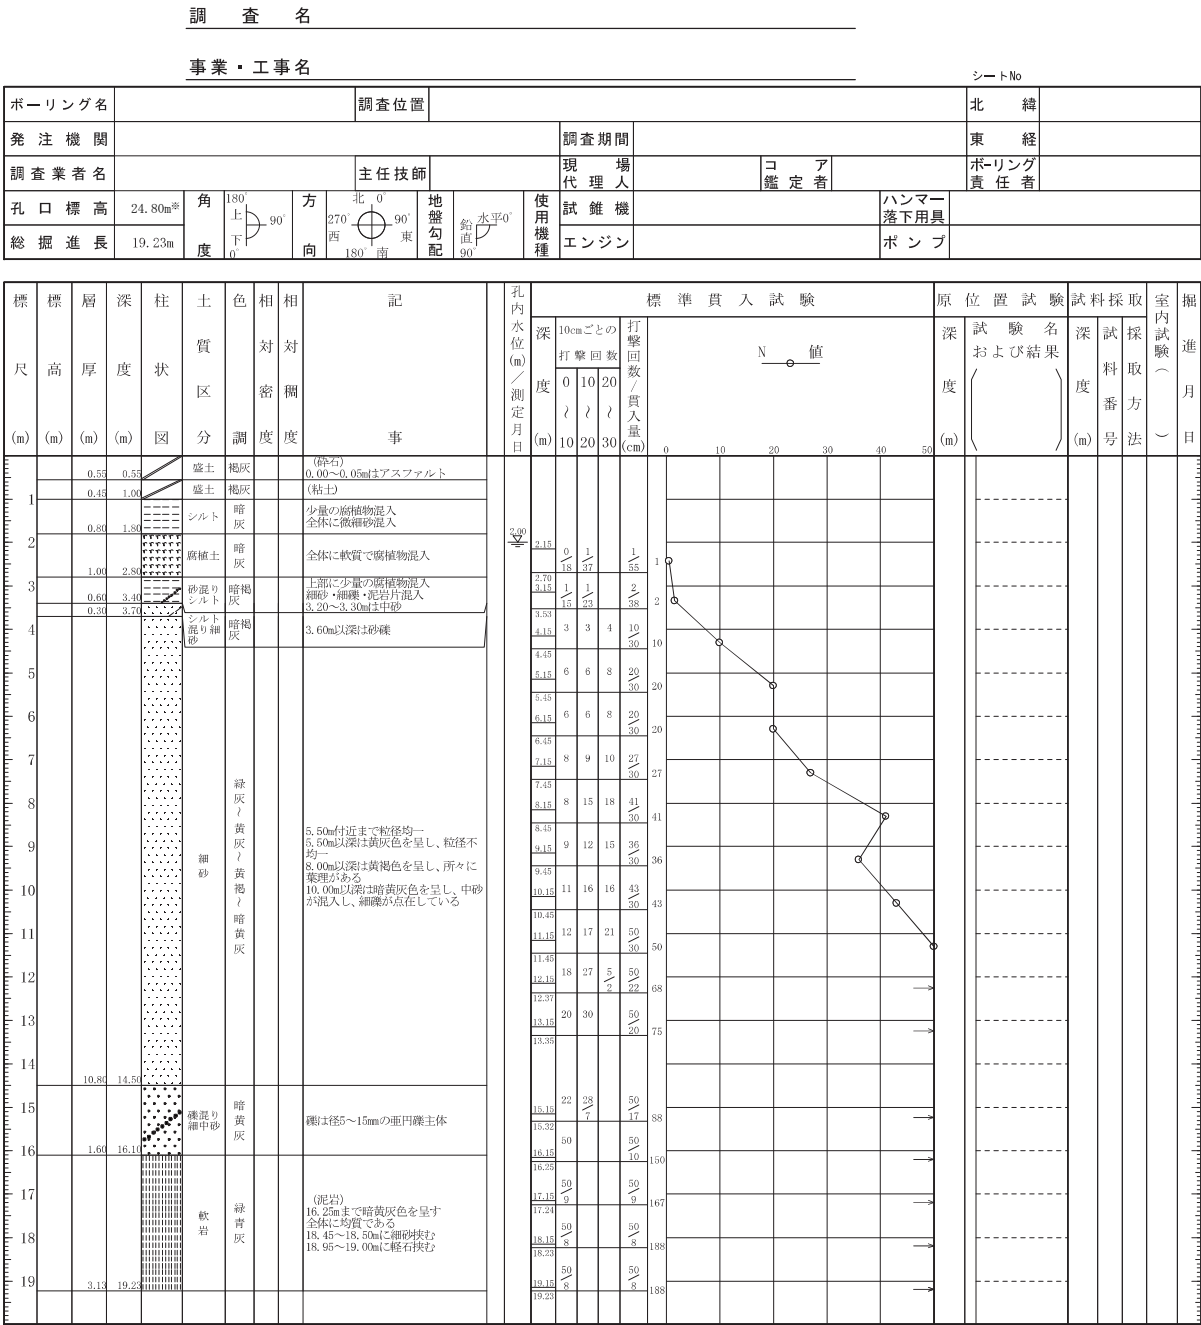 調査名
事業・工事名
シートNo
ボーリング名 調査位置 北緯
発注機関 調査期間 東経
調査業者名 主任技師 現場代理人 コア鑑定者 ボーリング責任者
孔口標高 24.80m※ 角度 180° 上 90° 下 0° 方向 北 0° 270° 西 90° 東 180° 南 地盤勾配 鉛直 90° 水平0° 使用機種 試錐機 ハンマー落下用具
総掘進長 19.23m エンジン ポンプ
標尺(m) 標高(m) 層厚(m) 深度(m) 柱状図 土質区分 色調 相対密度 相対稠度 記事 孔内水位(m)/測定月日 標準貫入試験 原位置試験 試料採取 室内試験( ) 掘進月日
深度(m) 10cmごとの打撃回数 打撃回数/貫入量(cm) N値 深度(m) 試験名および結果 深度(m) 試料番号 採取方法
0~10 10~20 20~30
0 10 20 30 40 50
0.55 0.55 盛土 褐灰 (砕石)
0.00~0.05mはアスファルト
1 0.45 1.00 盛土 褐灰 (粘土)
0.80 1.80 シルト 暗灰 少量の腐植物混入
全体に微細砂混入
2 1.00 2.80 腐植土 暗灰 全体に軟質で腐植物混入
2.00
3 0.60 3.40 砂混りシルト 暗褐灰 上部に少量の腐植物混入
細砂・細礫・泥岩片混入
3.20~3.30mは中砂
0.30 3.70 シルト混り細砂 暗褐灰 3.60m以深は砂礫
4
5
6
7
8
9
10
11
12
13
14
10.80 14.50 細砂 緑灰~黄灰~黄褐~暗黄灰 5.50m付近まで粒径均一
5.50m以深は黄灰色を呈し、粒径不
均一
8.00m以深は黄褐色を呈し、所々に
葉理がある
10.00m以深は暗黄灰色を呈し、中砂
が混入し、細礫が点在している
15
16 1.60 16.10 礫混り細中砂 暗黄灰 礫は径5~15mmの亜円礫主体
17
18
19 3.13 19.23 軟岩 緑青灰 (泥岩)
16.25mまで暗黄灰色を呈す
全体に均質である
18.45~18.50mに細砂挟む
18.95~19.00mに軽石挟む
2.15 0/18 1/37 1/55 1
2.70
3.15 1/15 1/23 2/38 2
3.53
4.15 3 3 4 10/30 10
4.45
5.15 6 6 8 20/30 20
5.45
6.15 6 6 8 20/30 20
6.45
7.15 8 9 10 27/30 27
7.45
8.15 8 15 18 41/30 41
8.45
9.15 9 12 15 36/30 36
9.45
10.15 11 16 16 43/30 43
10.45
11.15 12 17 21 50/30 50
11.45
12.15 18 27 5/2 50/22 68
12.37
13.15 20 30 50/20 75
13.35
15.15 22 28/7 50/17 88
15.32
16.15 50 50/10 150
16.25
17.15 50/9 50/9 167
17.24
18.15 50/8 50/8 188
18.23
19.15 50/8 50/8 188
19.23